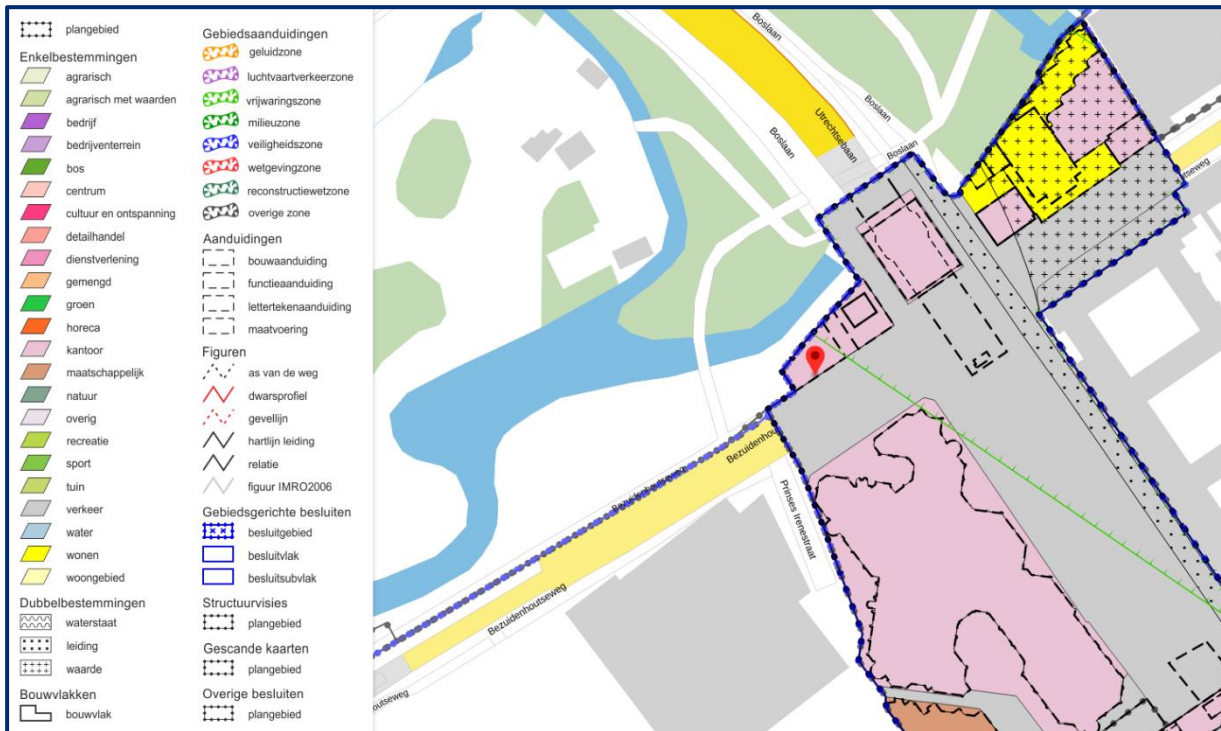 plangebied
Enkelbestemmingen
agrarisch
agrarisch met waarden
bedrijf
bedrijventerrein
bos
centrum
cultuur en ontspanning
detailhandel
dienstverlening
gemengd
groen
horeca
kantoor
maatschappelijk
natuur
overig
recreatie
sport
tuin
verkeer
water
wonen
woongebied
Dubbelbestemmingen
waterstaat
leiding
waarde
Bouwvlakken
bouwvlak
Gebiedsaanduidingen
geluidzone
luchtvaartverkeerzone
vrijwaringszone
milieuzone
veiligheidszone
wetgevingzone
reconstructiewetzone
overige zone
Aanduidingen
bouwaanduiding
functieaanduiding
lettertekenaanduiding
maatvoering
Figuren
as van de weg
dwarsprofiel
gevellijn
hartlijn leiding
relatie
figuur IMRO2006
Gebiedsgerichte besluiten
besluitgebied
besluitvlak
besluitsubvlak
Structuurvisies
plangebied
Gescande kaarten
plangebied
Overige besluiten
plangebied
Boslaan
Boslaan
Boslaan
Utrechtsebaan
Boslaan
Boslaan
utseweg
Bezuidenhou
Bezuidenhoutseweg
Prinses Irenestraat
Bezuidenhoutseweg
outseweg